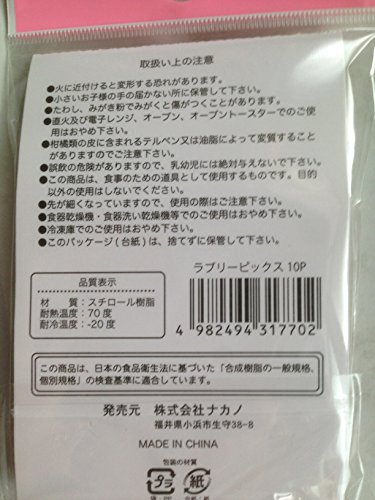 取扱い上の注意
●火に近付けると変形する恐れがあります。
●小さいお子様の手の届かない所に保管して下さい。
●たわし、みがき粉でみがくと傷がつくことがあります。
●直火及び電子レンジ、オーブン、オーブントースターでのご使
用はおやめ下さい。
●柑橘類の皮に含まれるテルペン又は油脂によって変質すること
がありますのでご注意下さい。
●誤飲の危険がありますので、乳幼児には絶対与えないで下さい。
●この商品は、食事のための道具として使用するものです。目的
以外の使用はしないでください。
●先が細くなっていますので、使用の際はご注意下さい。
●食器乾燥機・食器洗い乾燥機等でのご使用はおやめ下さい。
●冷凍庫でのご使用はおやめ下さい。
●このパッケージ(台紙)は、捨てずに保管して下さい。
ラブリーピックス 10P
品質表示
材　質：スチロール樹脂
耐熱温度：70度
耐冷温度：-20度
4 982494 317702
この商品は、日本の食品衛生法に基づいた「合成樹脂の一般規格、
個別規格」の検査基準に適合しています。
発売元　株式会社ナカノ
福井県小浜市生守38-8
MADE IN CHINA
包装の材質
プラ
紙